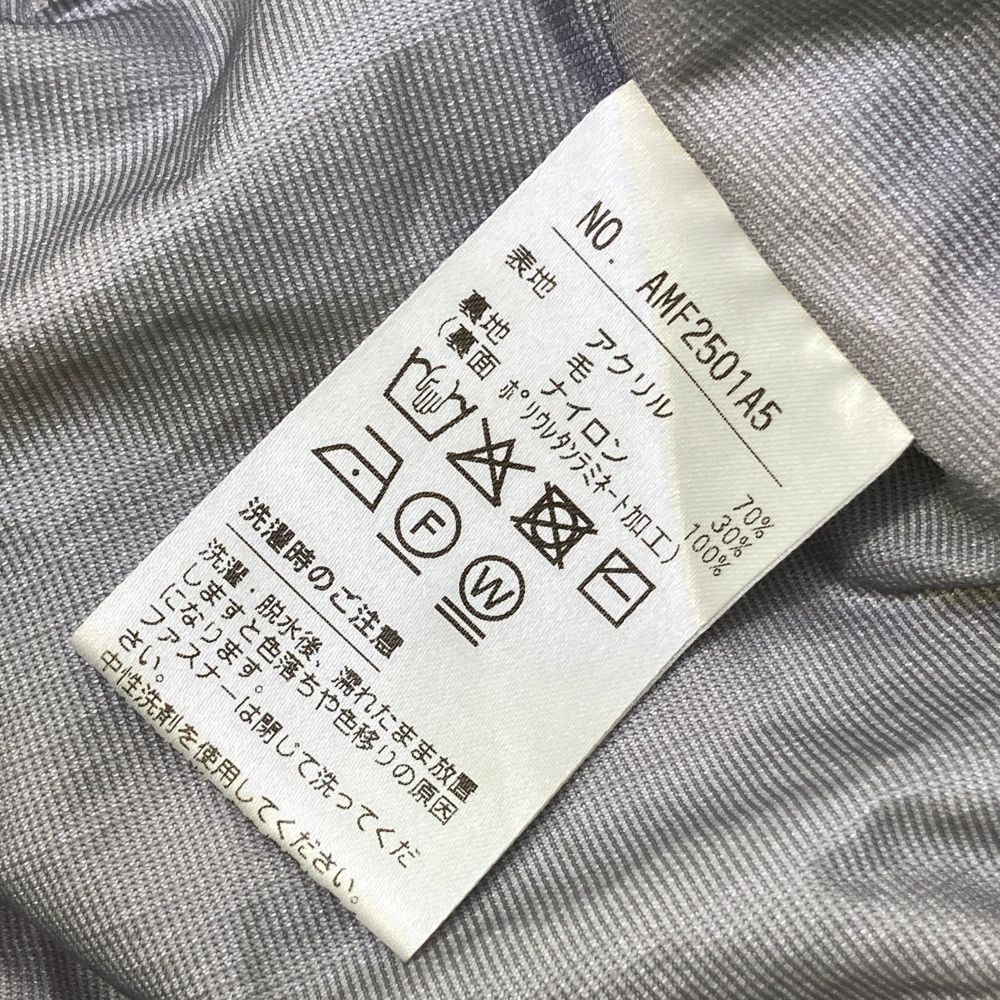 NO. AMF2501A5
表地 アクリル 70%
毛 30%
裏地 ナイロン 100%
(裏面 ポリウレタンラミネート加工)
F
W
洗濯時のご注意
洗濯・脱水後、濡れたまま放置
しますと色落ちや色移りの原因
になります。
ファスナーは閉じて洗ってくだ
さい。
中性洗剤を使用してください。